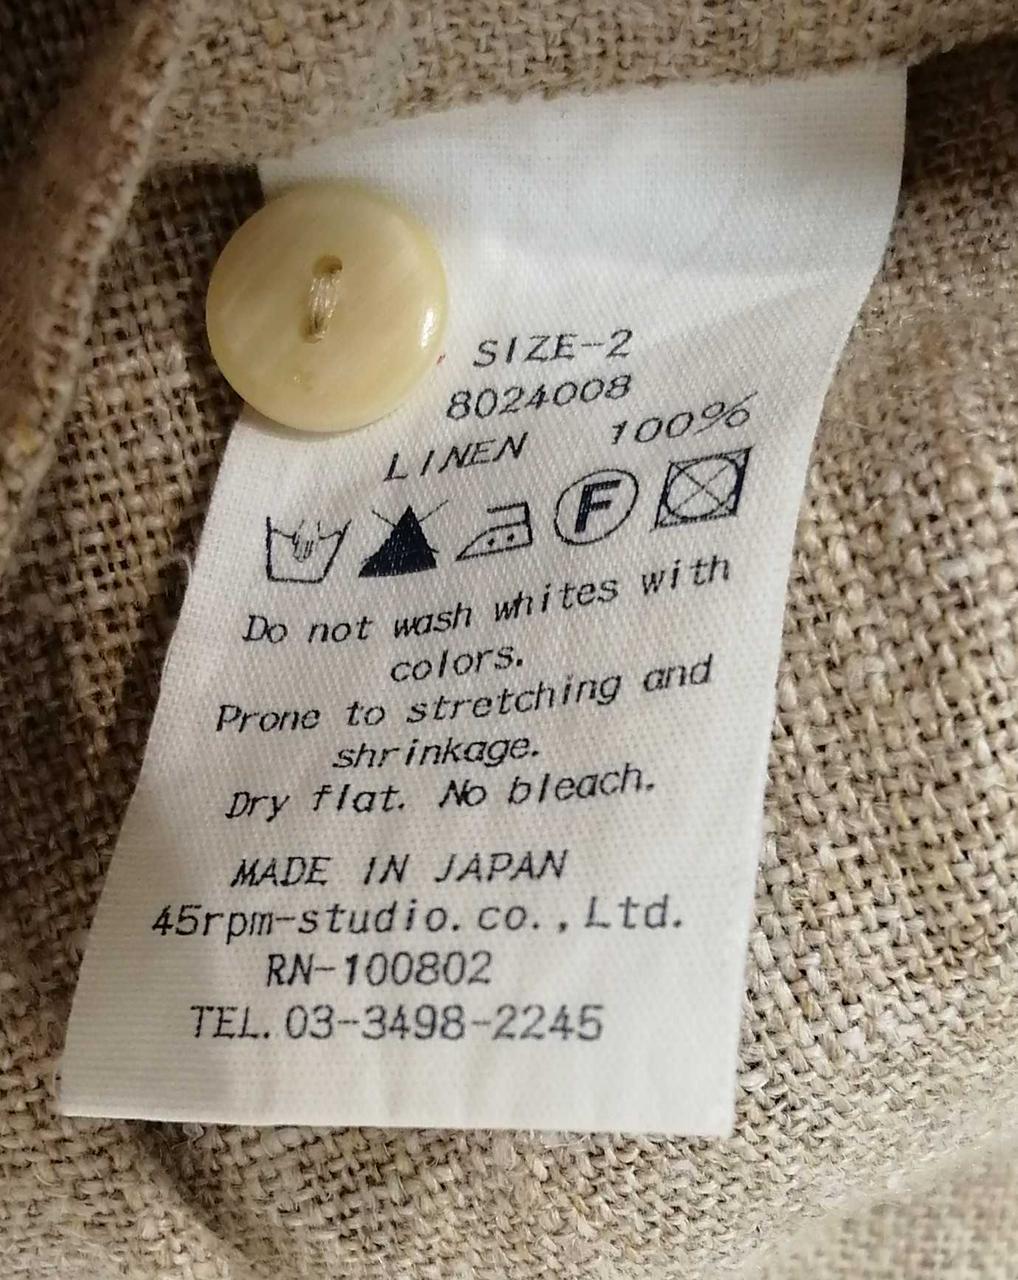 SIZE-2
8024008
LINEN 100%
F
Do not wash whites with
colors.
Prone to stretching and
shrinkage.
Dry flat. No bleach.
MADE IN JAPAN
45rpm-studio.co.,Ltd.
RN-100802
TEL.03-3498-2245